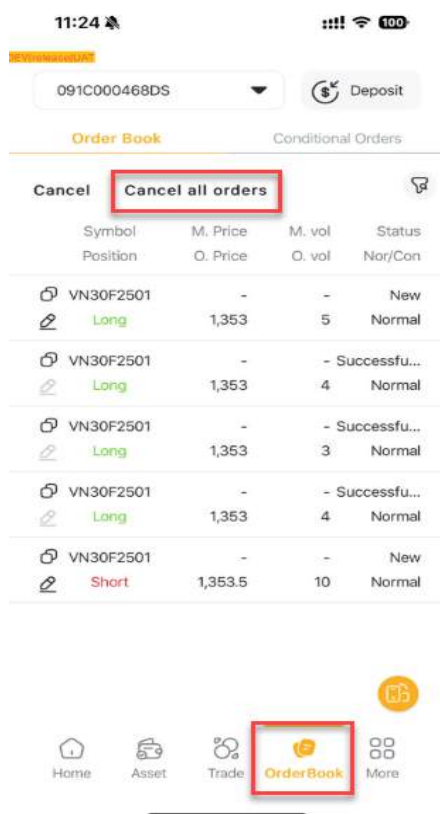 11:24 100
DEV(release)UAT
091C000468DS Deposit
Order Book Conditional Orders
Cancel Cancel all orders
Symbol M. Price M. vol Status
Position O. Price O. vol Nor/Con
VN30F2501 - - New
Long 1,353 5 Normal
VN30F2501 - - Successfu...
Long 1,353 4 Normal
VN30F2501 - - Successfu...
Long 1,353 3 Normal
VN30F2501 - - Successfu...
Long 1,353 4 Normal
VN30F2501 - - New
Short 1,353.5 10 Normal
Home Asset Trade OrderBook More